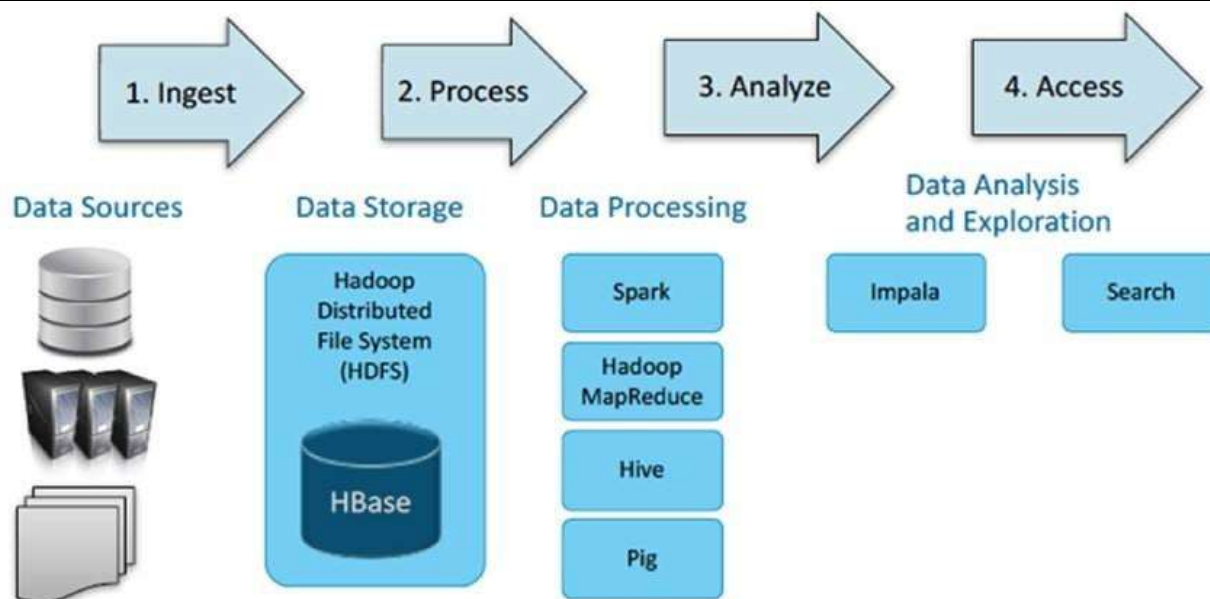 1. Ingest
2. Process
3. Analyze
4. Access
Data Sources
Data Storage
Data Processing
Data Analysis
and Exploration
Hadoop
Distributed
File System
(HDFS)
HBase
Spark
Hadoop
MapReduce
Hive
Pig
Impala
Search